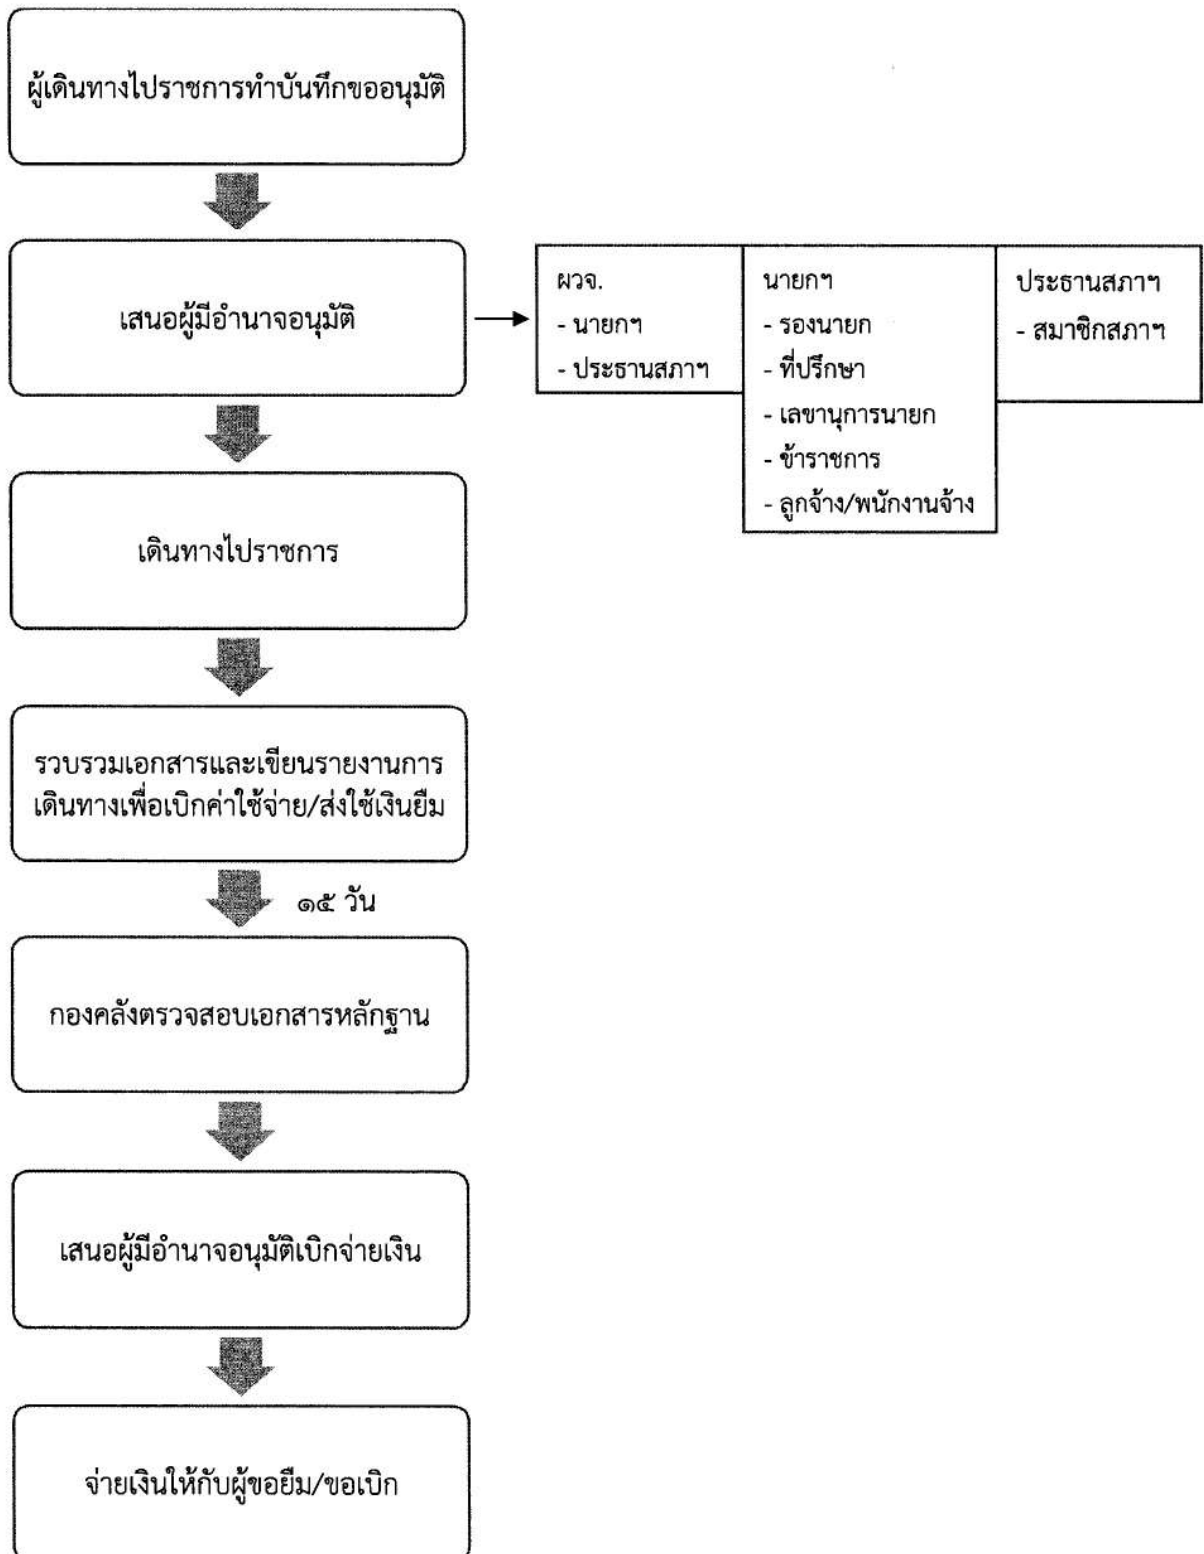 ผู้เดินทางไปราชการทำบันทึกขออนุมัติ
เสนอผู้มีอำนาจอนุมัติ
ผวจ.
- นายกฯ
- ประธานสภาฯ
นายกฯ
- รองนายก
- ที่ปรึกษา
- เลขานุการนายก
- ข้าราชการ
- ลูกจ้าง/พนักงานจ้าง
ประธานสภาฯ
- สมาชิกสภาฯ
เดินทางไปราชการ
รวบรวมเอกสารและเขียนรายงานการ
เดินทางเพื่อเบิกค่าใช้จ่าย/ส่งใช้เงินยืม
๑๕ วัน
กองคลังตรวจสอบเอกสารหลักฐาน
เสนอผู้มีอำนาจอนุมัติเบิกจ่ายเงิน
จ่ายเงินให้กับผู้ขอยืม/ขอเบิก